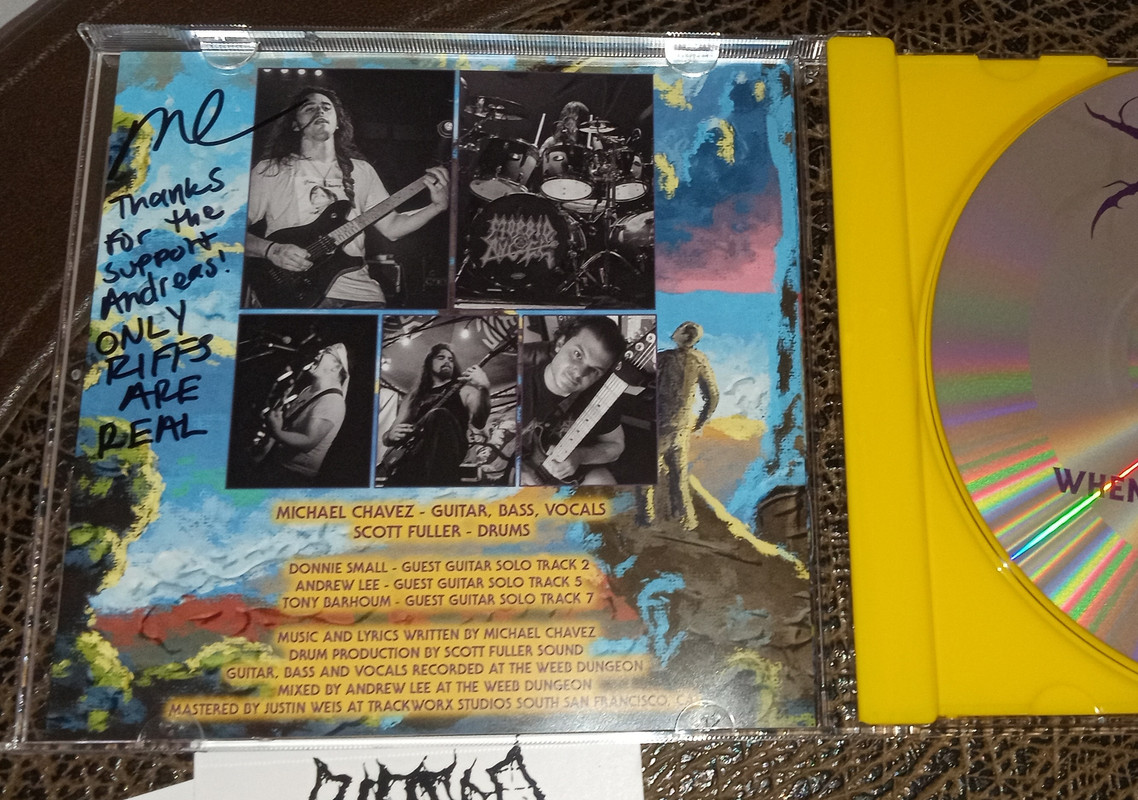 Thanks
For the
support
Andreas!
ONLY
RIFFS
ARE
REAL
MORBID
ANGEL
MICHAEL CHAVEZ - GUITAR, BASS, VOCALS
SCOTT FULLER - DRUMS
DONNIE SMALL - GUEST GUITAR SOLO TRACK 2
ANDREW LEE - GUEST GUITAR SOLO TRACK 5
TONY BARHOUM - GUEST GUITAR SOLO TRACK 7
MUSIC AND LYRICS WRITTEN BY MICHAEL CHAVEZ
DRUM PRODUCTION BY SCOTT FULLER SOUND
GUITAR, BASS AND VOCALS RECORDED AT THE WEEB DUNGEON
MIXED BY ANDREW LEE AT THE WEEB DUNGEON
MASTERED BY JUSTIN WEIS AT TRACKWORX STUDIOS SOUTH SAN FRANCISCO, CA
WHEN